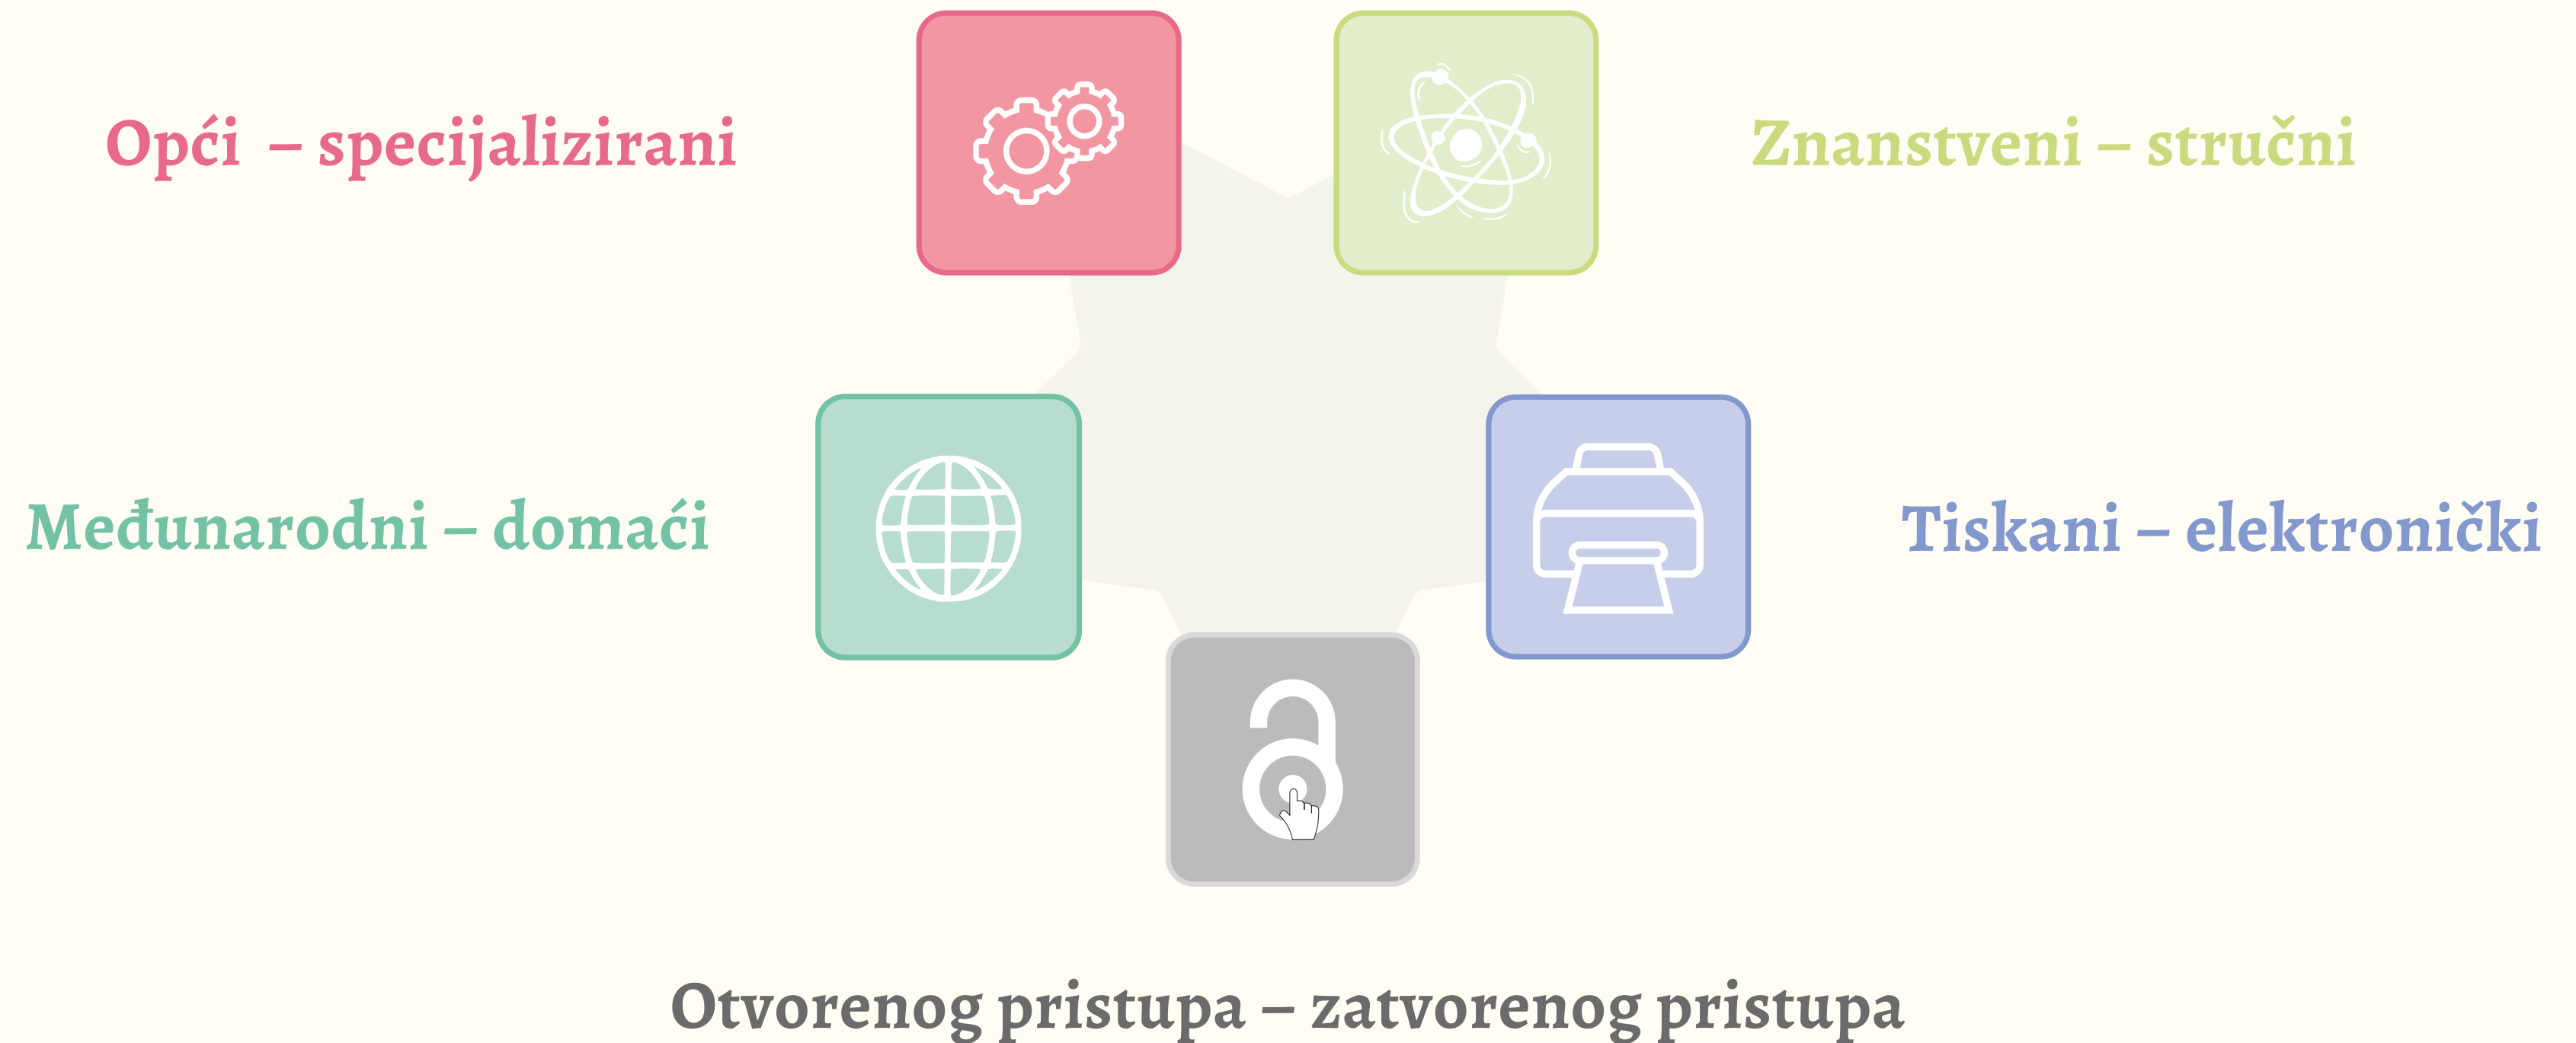 Opći – specijalizirani
Znanstveni – stručni
Međunarodni – domaći
Tiskani – elektronički
Otvorenog pristupa – zatvorenog pristupa